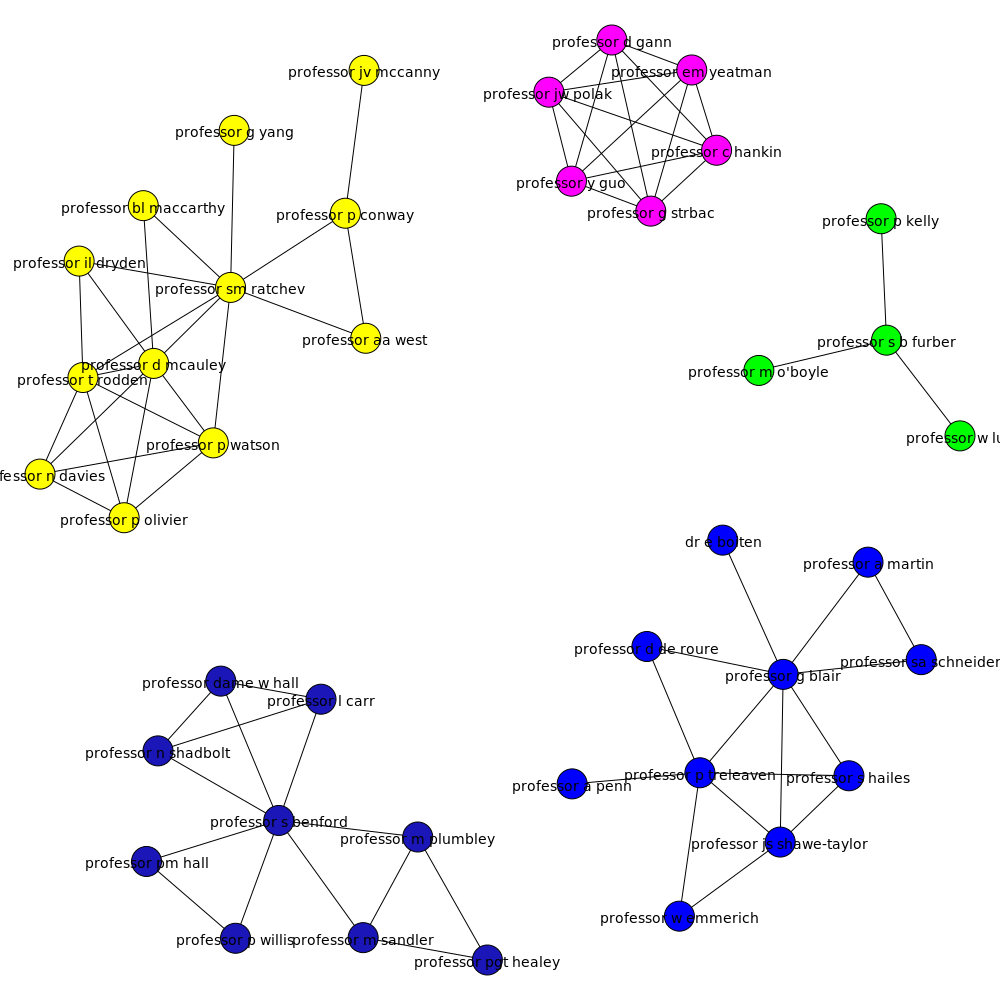 professor d gann
professor jv mccanny
professor em yeatman
professor jw polak
professor g yang
professor c hankin
professor y guo
professor bl maccarthy
professor g strbac
professor p conway
professor p kelly
professor il dryden
professor sm ratchev
professor aa west
professor s b furber
professor d mcauley
professor m o'boyle
professor t rodden
professor w lu
professor p watson
fessor n davies
professor p olivier
dr e bolten
professor a martin
professor d de roure
professor sa schneider
professor g blair
professor dame w hall
professor l carr
professor n shadbolt
professor p treleaven
professor s hailes
professor a penn
professor s benford
professor m plumbley
professor js shawe-taylor
professor pm hall
professor w emmerich
professor p willis
professor m sandler
professor pgt healey